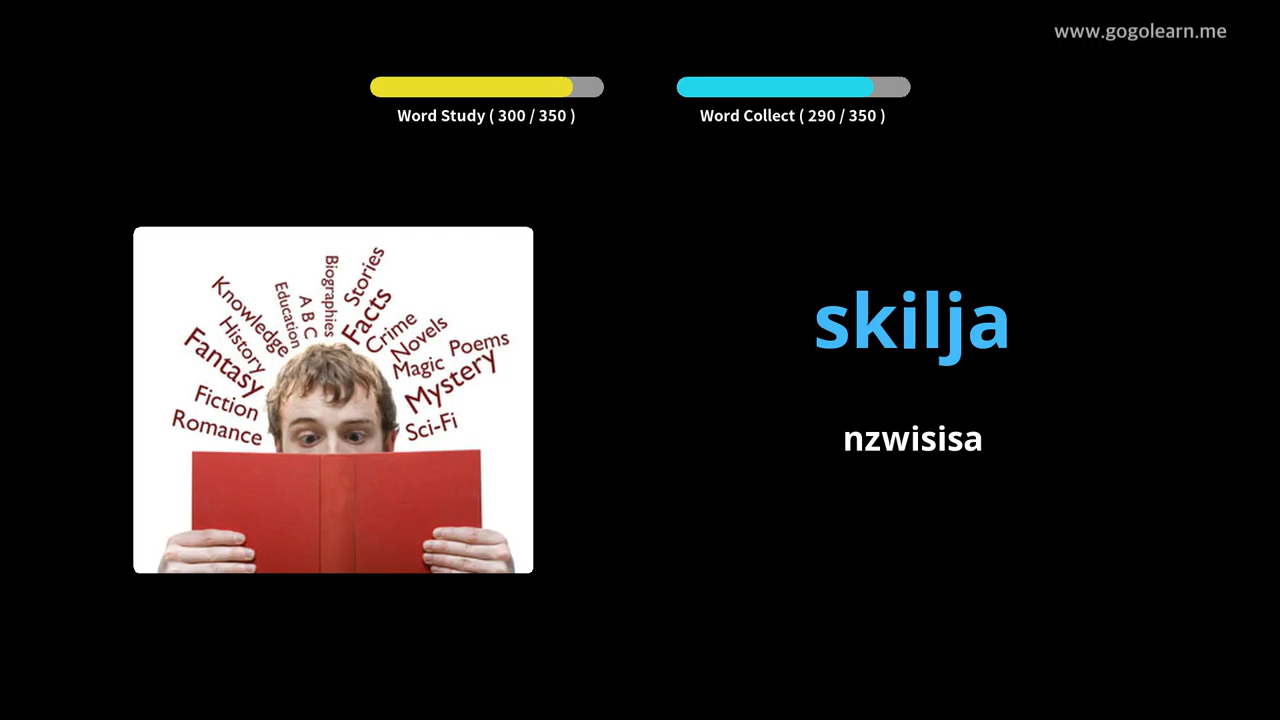 www.gogolearn.me
Word Study ( 300 / 350 )
Word Collect ( 290 / 350 )
Knowledge
Education
A B C
Biographies
Stories
Facts
History
Crime
Novels
Fantasy
Magic
Poems
Mystery
Fiction
Romance
Sci-Fi
skilja
nzwisisa